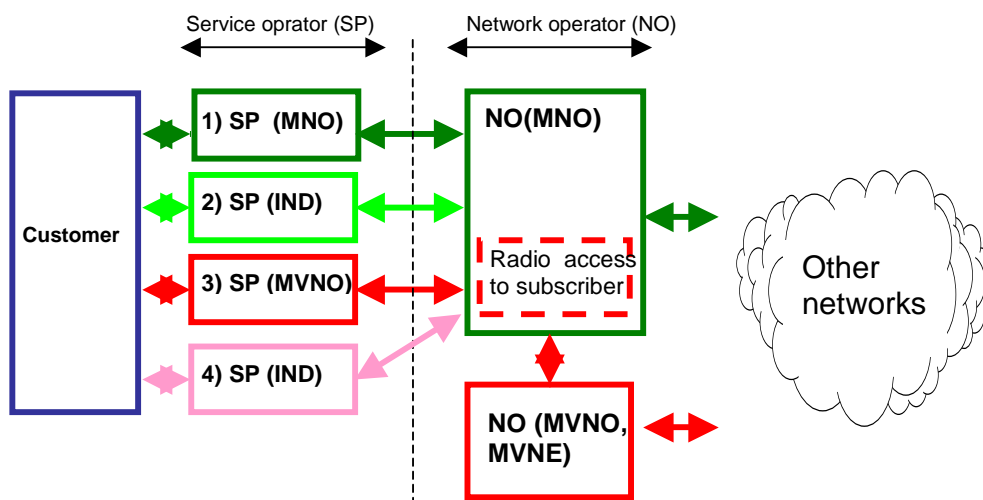 Service oprator (SP)
Network operator (NO)
Customer
1) SP (MNO)
2) SP (IND)
3) SP (MVNO)
4) SP (IND)
NO(MNO)
Radio access
to subscriber
NO (MVNO,
MVNE)
Other
networks